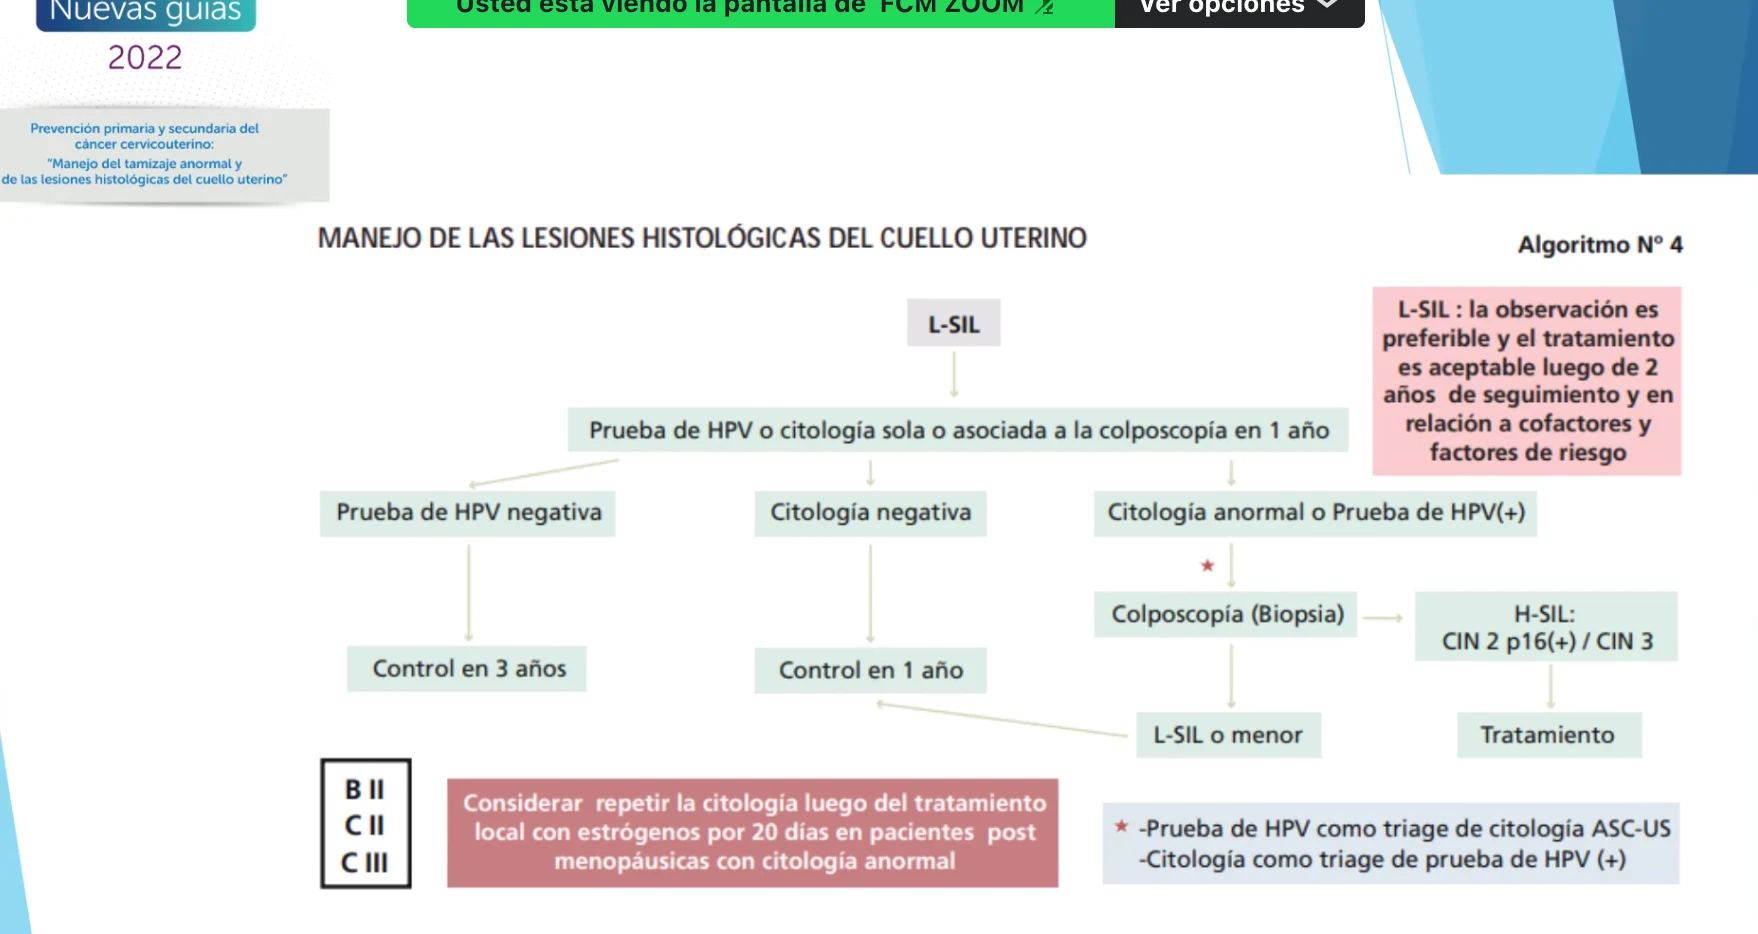 Nuevas guías
2022
Prevención primaria y secundaria del
cáncer cervicouterino:
“Manejo del tamizaje anormal y
de las lesiones histológicas del cuello uterino”
Usted está viendo la pantalla de FCM ZOOM
Ver opciones
MANEJO DE LAS LESIONES HISTOLÓGICAS DEL CUELLO UTERINO
Algoritmo Nº 4
L-SIL
L-SIL : la observación es
preferible y el tratamiento
es aceptable luego de 2
años de seguimiento y en
relación a cofactores y
factores de riesgo
Prueba de HPV o citología sola o asociada a la colposcopía en 1 año
Prueba de HPV negativa
Citología negativa
Citología anormal o Prueba de HPV(+)
★
Colposcopía (Biopsia)
H-SIL:
CIN 2 p16(+) / CIN 3
Control en 3 años
Control en 1 año
L-SIL o menor
Tratamiento
B II
C II
C III
Considerar repetir la citología luego del tratamiento
local con estrógenos por 20 días en pacientes post
menopáusicas con citología anormal
★ -Prueba de HPV como triage de citología ASC-US
-Citología como triage de prueba de HPV (+)